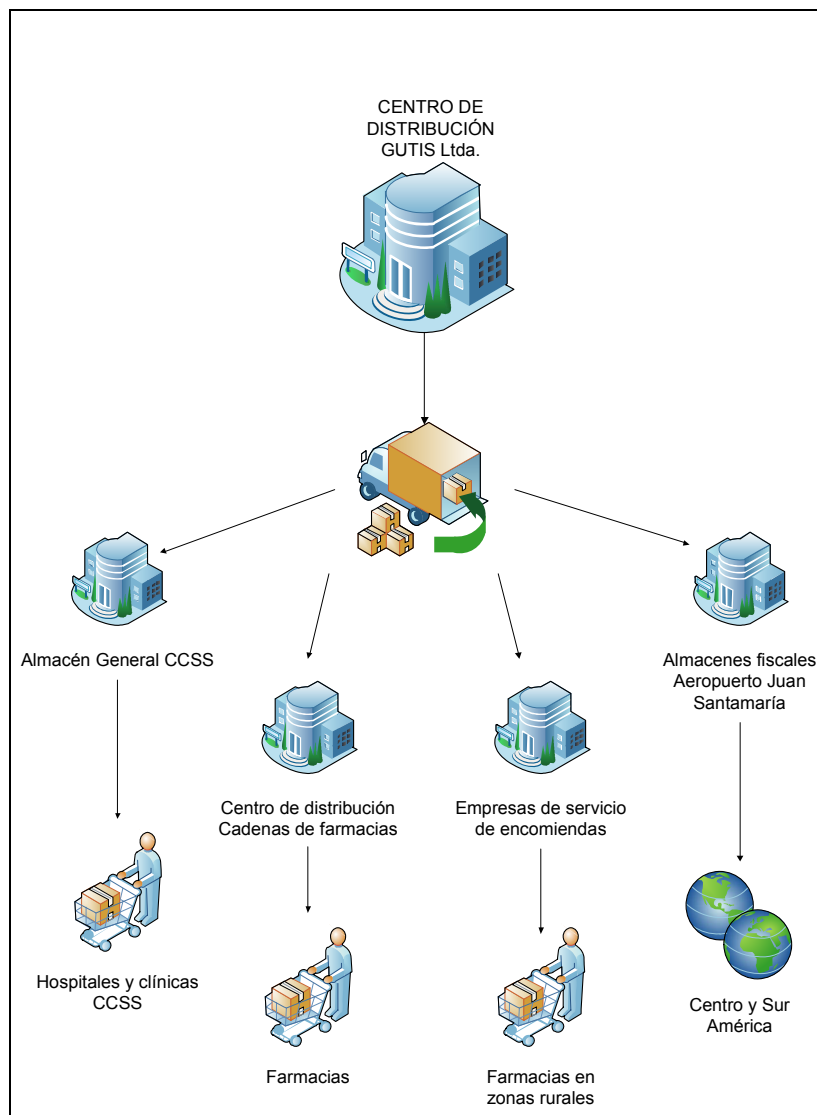 CENTRO DE
DISTRIBUCIÓN
GUTIS Ltda.
Almacén General CCSS
Almacenes fiscales
Aeropuerto Juan
Santamaría
Centro de distribución
Cadenas de farmacias
Empresas de servicio
de encomiendas
Hospitales y clínicas
CCSS
Centro y Sur
América
Farmacias
Farmacias en
zonas rurales